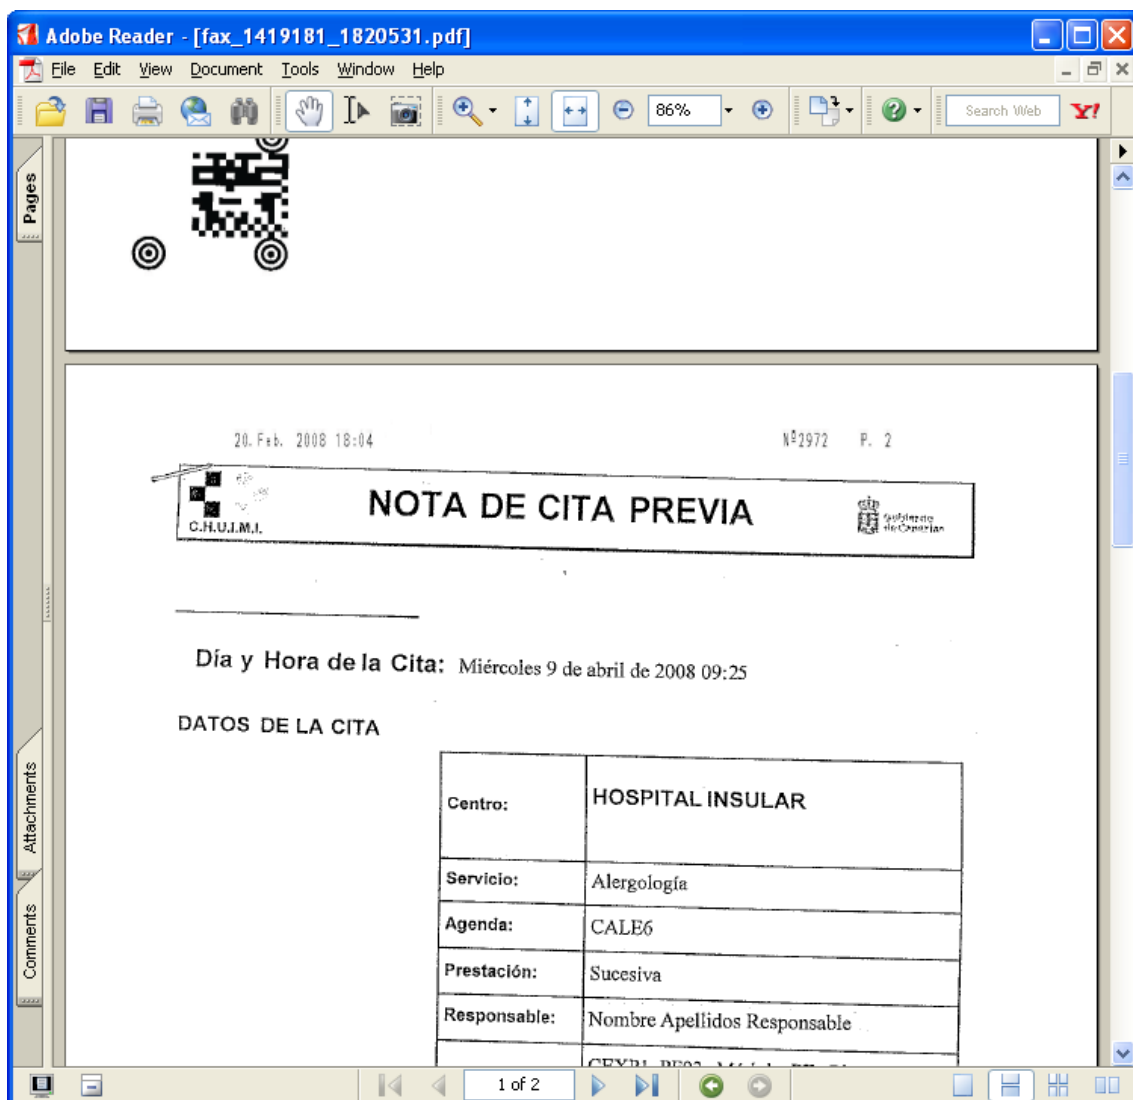 Adobe Reader - [fax_1419181_1820531.pdf]
File Edit View Document Tools Window Help
86%
Search Web
Y!
Pages
Attachments
Comments
20. Feb. 2008 18:04
Nº2972 P. 2
C.H.U.I.M.I.
NOTA DE CITA PREVIA
Gobierno
de Canarias
Día y Hora de la Cita: Miércoles 9 de abril de 2008 09:25
DATOS DE LA CITA
Centro: HOSPITAL INSULAR
Servicio: Alergología
Agenda: CALE6
Prestación: Sucesiva
Responsable: Nombre Apellidos Responsable
1 of 2